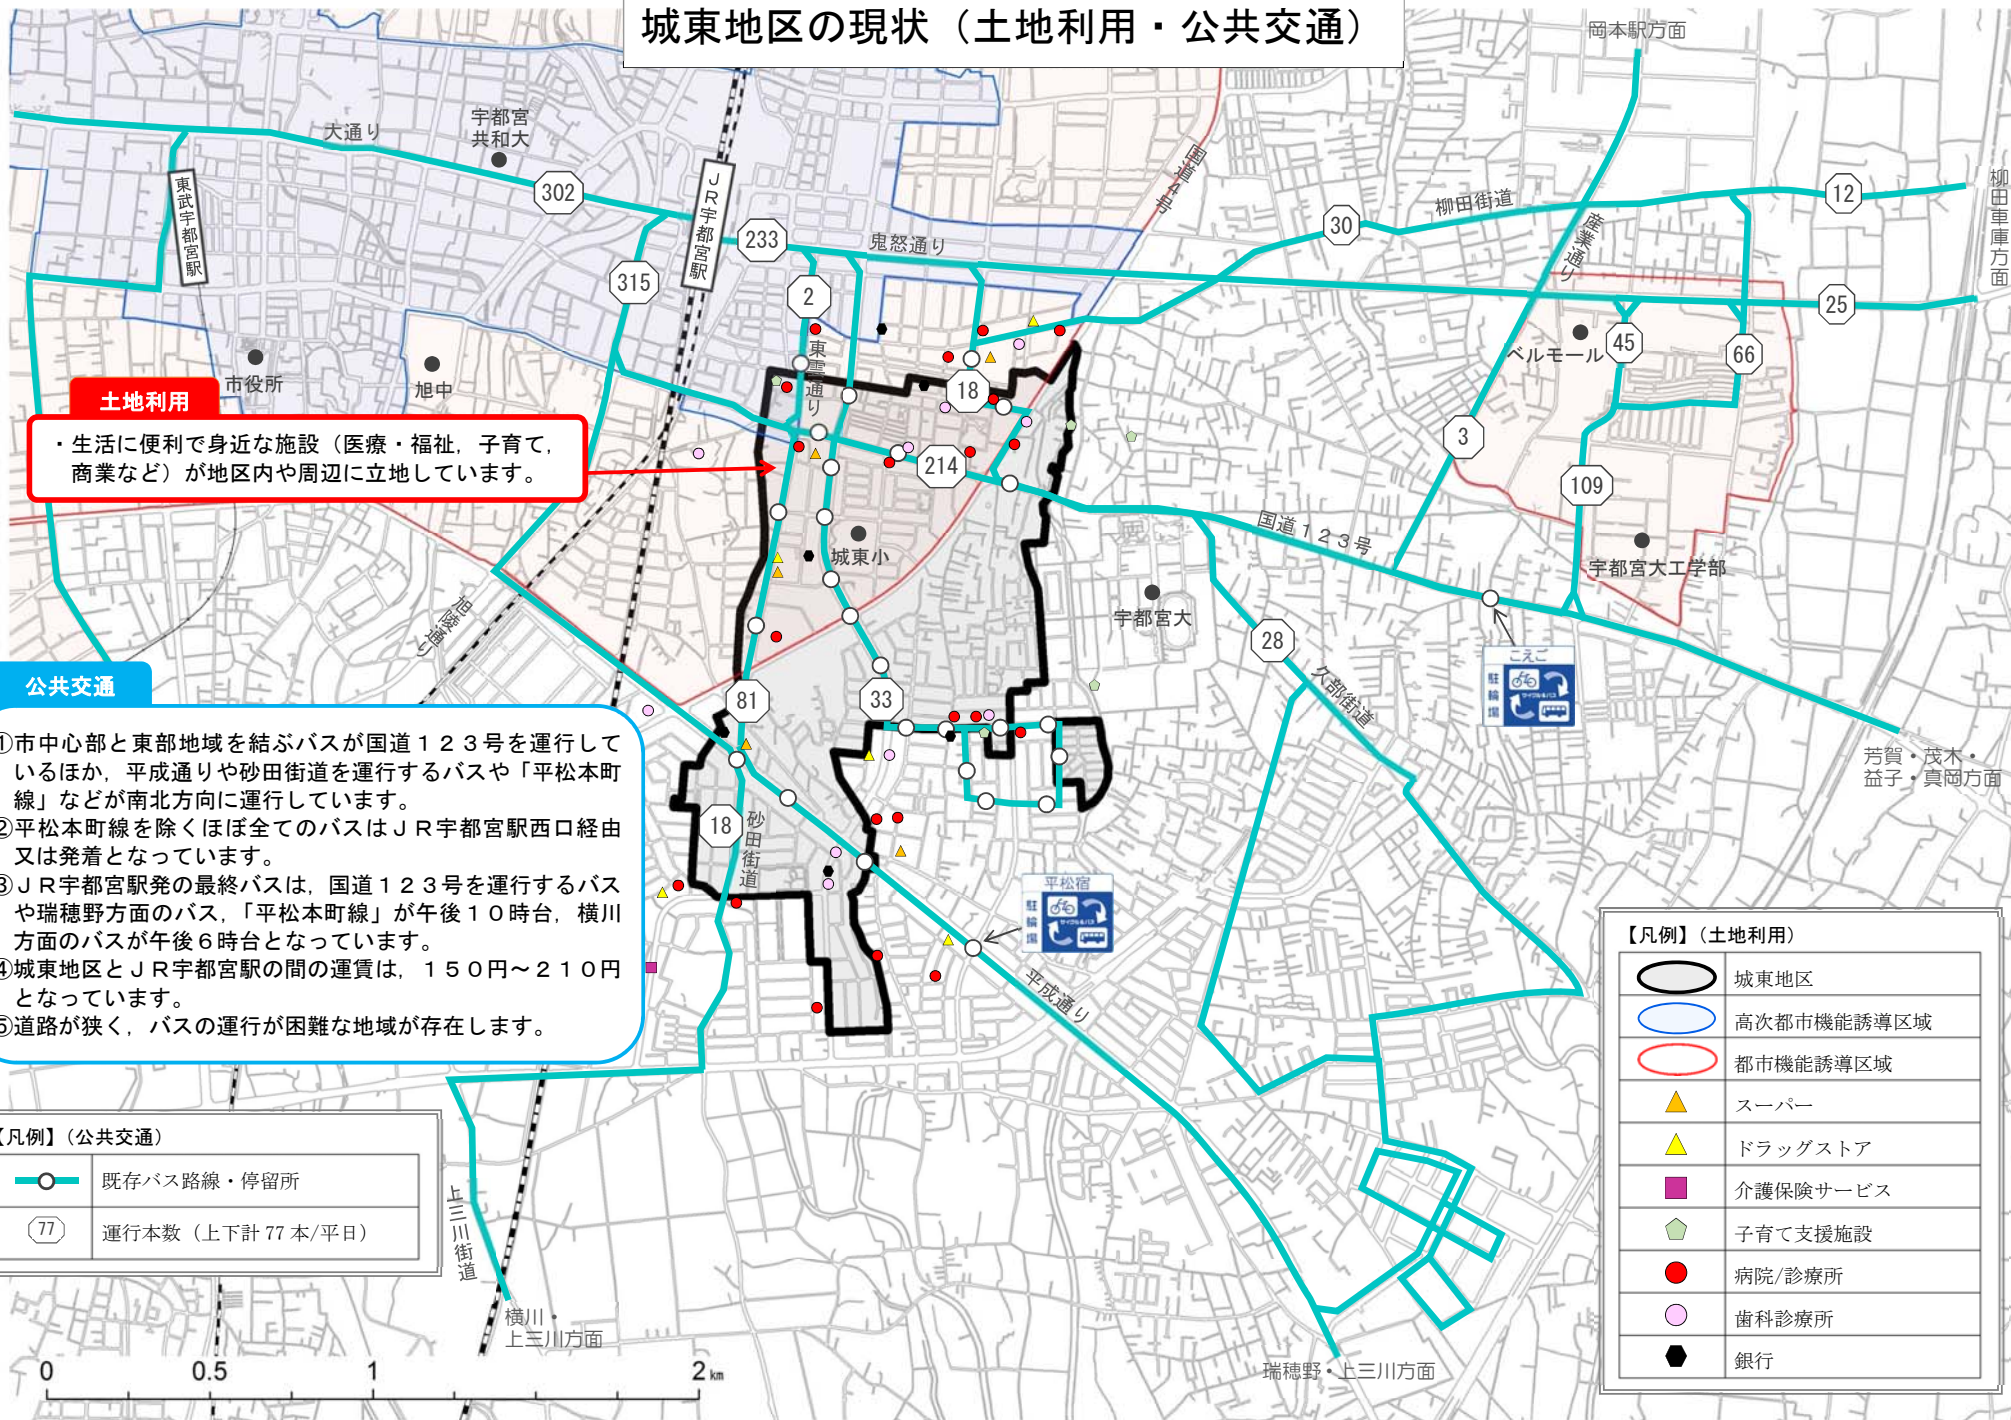 城東地区の現状（土地利用・公共交通）
岡本駅方面
宇都宮
共和大
大通り
302
東武宇都宮駅
JR宇都宮駅
233
鬼怒通り
国道4号
30
柳田街道
12
柳田車庫方面
産業通り
315
2
東雲通り
25
45
66
ベルモール
市役所
旭中
18
3
214
109
土地利用
・生活に便利で身近な施設（医療・福祉，子育て，
商業など）が地区内や周辺に立地しています。
国道１２３号
城東小
宇都宮大工学部
宇都宮大
旭陵通り
28
久部街道
こえご
駐輪場
サイクル&バス
81
33
芳賀・茂木・
益子・真岡方面
公共交通
①市中心部と東部地域を結ぶバスが国道１２３号を運行して
いるほか，平成通りや砂田街道を運行するバスや「平松本町
線」などが南北方向に運行しています。
②平松本町線を除くほぼ全てのバスはＪＲ宇都宮駅西口経由
又は発着となっています。
③ＪＲ宇都宮駅発の最終バスは，国道１２３号を運行するバス
や瑞穂野方面のバス，「平松本町線」が午後１０時台，横川
方面のバスが午後６時台となっています。
④城東地区とＪＲ宇都宮駅の間の運賃は，１５０円～２１０円
となっています。
⑤道路が狭く，バスの運行が困難な地域が存在します。
18
砂田街道
平松宿
駐輪場
サイクル&バス
平成通り
【凡例】（土地利用）
城東地区
高次都市機能誘導区域
都市機能誘導区域
スーパー
ドラッグストア
介護保険サービス
子育て支援施設
病院/診療所
歯科診療所
銀行
【凡例】（公共交通）
既存バス路線・停留所
77
運行本数（上下計 77 本/平日）
上三川街道
横川・
上三川方面
瑞穂野・上三川方面
0
0.5
1
2 km